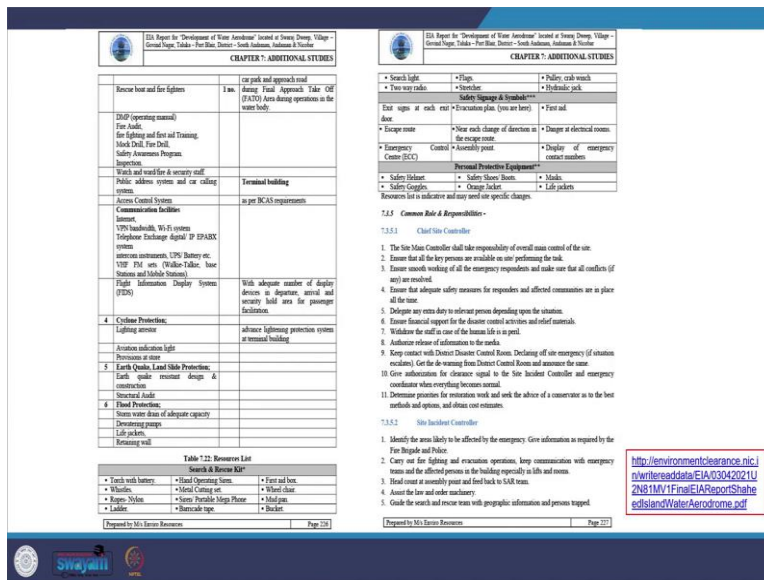 EIA Report for "Development of Water Aerodrome" located at Swaraj Dweep, Village –
Govind Nagar, Taluka – Port Blair, District – South Andaman, Andaman & Nicobar
CHAPTER 7: ADDITIONAL STUDIES
car park and approach road
Rescue boat and fire fighters 1 no. during Final Approach Take Off
(FATO) Area during operations in the
water body.
DMP (operating manual)
Fire Audit,
fire fighting and first aid Training,
Mock Drill, Fire Drill,
Safety Awareness Program.
Inspection.
Watch and ward/fire & security staff.
Public address system and car calling Terminal building
system.
Access Control System as per BCAS requirements
Communication facilities
Internet,
VPN bandwidth, Wi-Fi system
Telephone Exchange digital/ IP EPABX
system
intercom instruments, UPS/ Battery etc.
VHF FM sets (Walkie-Talkie, base
Stations and Mobile Stations).
Flight Information Display System With adequate number of display
(FIDS) devices in departure, arrival and
security hold area for passenger
facilitation.
4 Cyclone Protection;
Lighting arrestor advance lightening protection system
at terminal building
Aviation indication light
Provisions at store
5 Earth Quake, Land Slide Protection;
Earth quake resistant design &
construction
Structural Audit
6 Flood Protection;
Storm water drain of adequate capacity
Dewatering pumps
Life jackets,
Retaining wall
Table 7.22: Resources List
Search & Rescue Kit*
• Torch with battery. • Hand Operating Siren. • First aid box.
• Whistles. • Metal Cutting set. • Wheel chair.
• Ropes- Nylon • Siren/ Portable Mega Phone • Mud pan.
• Ladder. • Barricade tape. • Bucket.
Prepared by M/s Enviro Resources Page 226
EIA Report for "Development of Water Aerodrome" located at Swaraj Dweep, Village –
Govind Nagar, Taluka – Port Blair, District – South Andaman, Andaman & Nicobar
CHAPTER 7: ADDITIONAL STUDIES
• Search light. • Flags. • Pulley, crab winch
• Two way radio. • Stretcher. • Hydraulic jack.
Safety Signage & Symbols***
Exit signs at each exit • Evacuation plan. (you are here). • First aid.
door.
• Escape route • Near each change of direction in • Danger at electrical rooms.
the escape route.
• Emergency Control • Assembly point. • Display of emergency
Centre (ECC) contact numbers
Personal Protective Equipment**
• Safety Helmet. • Safety Shoes/ Boots. • Masks.
• Safety Goggles. • Orange Jacket. • Life jackets
Resources list is indicative and may need site specific changes.
7.3.5 Common Role & Responsibilities -
7.3.5.1 Chief Site Controller
1. The Site Main Controller shall take responsibility of overall main control of the site.
2. Ensure that all the key persons are available on site/ performing the task.
3. Ensure smooth working of all the emergency respondents and make sure that all conflicts (if
any) are resolved.
4. Ensure that adequate safety measures for responders and affected communities are in place
all the time.
5. Delegate any extra duty to relevant person depending upon the situation.
6. Ensure financial support for the disaster control activities and relief materials.
7. Withdraw the staff in case of the human life is in peril.
8. Authorize release of information to the media.
9. Keep contact with District Disaster Control Room. Declaring off site emergency (if situation
escalates). Get the de-warning from District Control Room and announce the same.
10. Give authorization for clearance signal to the Site Incident Controller and emergency
coordinator when everything becomes normal.
11. Determine priorities for restoration work and seek the advice of a conservator as to the best
methods and options, and obtain cost estimates.
7.3.5.2 Site Incident Controller
1. Identify the areas likely to be affected by the emergency. Give information as required by the
Fire Brigade and Police.
2. Carry out fire fighting and evacuation operations, keep communication with emergency
teams and the affected persons in the building especially in lifts and rooms.
3. Head count at assembly point and feed back to SAR team.
4. Assist the law and order machinery.
5. Guide the search and rescue team with geographic information and persons trapped.
Prepared by M/s Enviro Resources Page 227
http://environmentclearance.nic.i
n/writereaddata/EIA/03042021U
2N81MV1FinalEIAReportShahe
edIslandWaterAerodrome.pdf
swayam